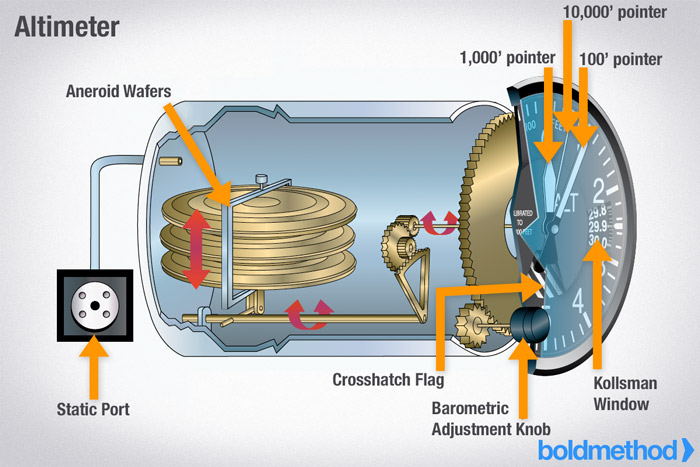 Altimeter
10,000' pointer
1,000' pointer
100' pointer
Aneroid Wafers
100
FEET
ALT
2
LIBRATED
TO
29.8
29.9
30.0
4
Crosshatch Flag
Kollsman
Window
Static Port
Barometric
Adjustment Knob
boldmethod